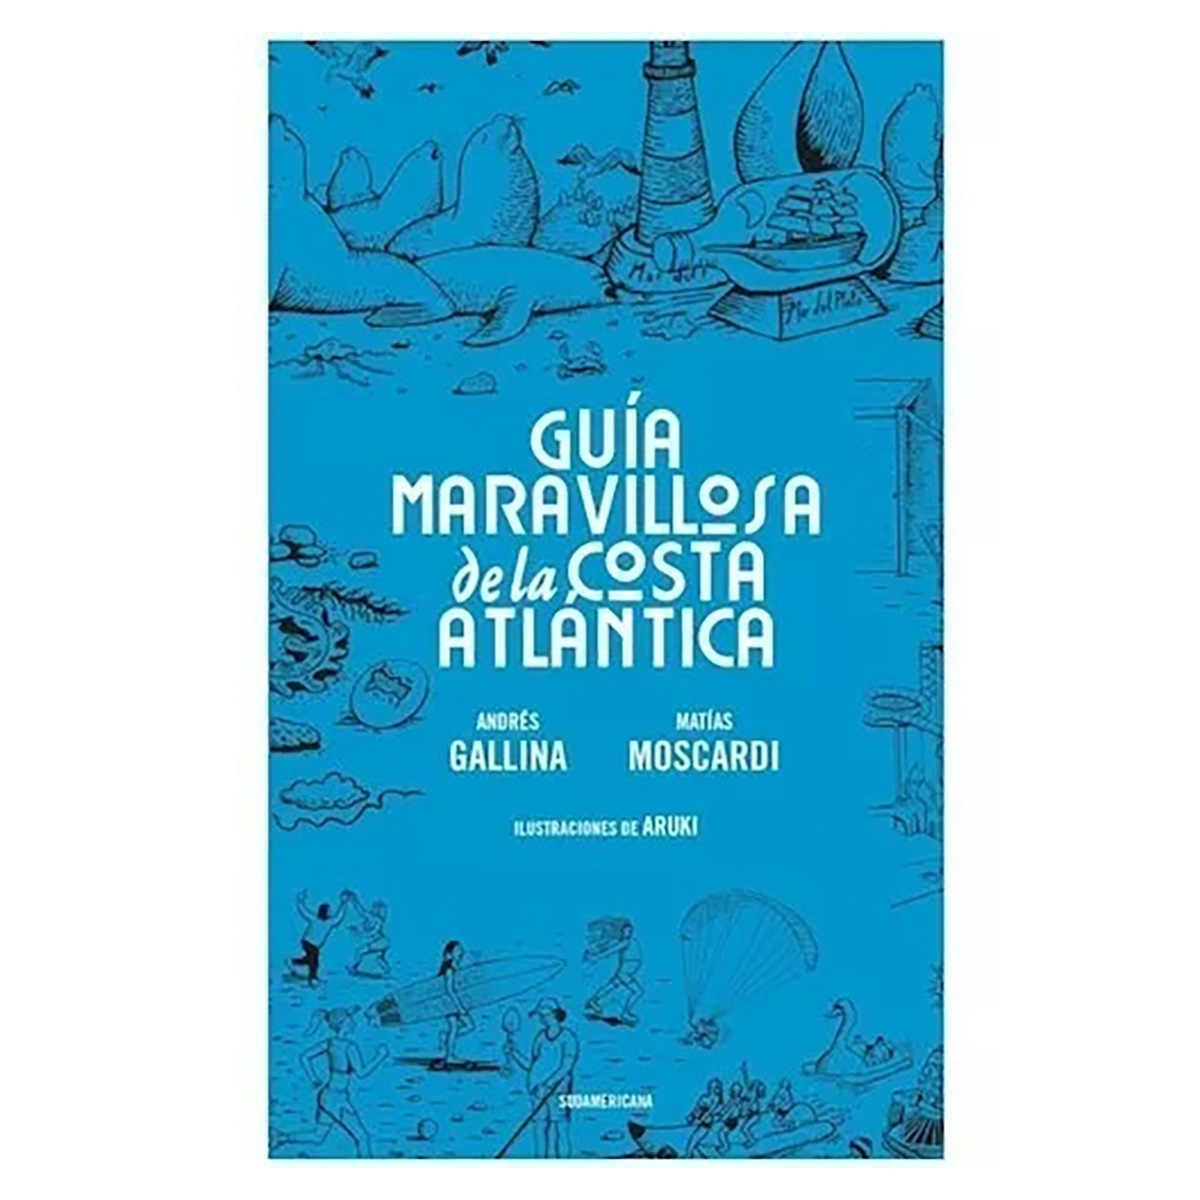 Mar del Plata
GUÍA
MARAVILLOSA
de la COSTA
ATLÁNTICA
ANDRÉS
GALLINA
MATÍAS
MOSCARDI
ILUSTRACIONES DE ARUKI
SUDAMERICANA